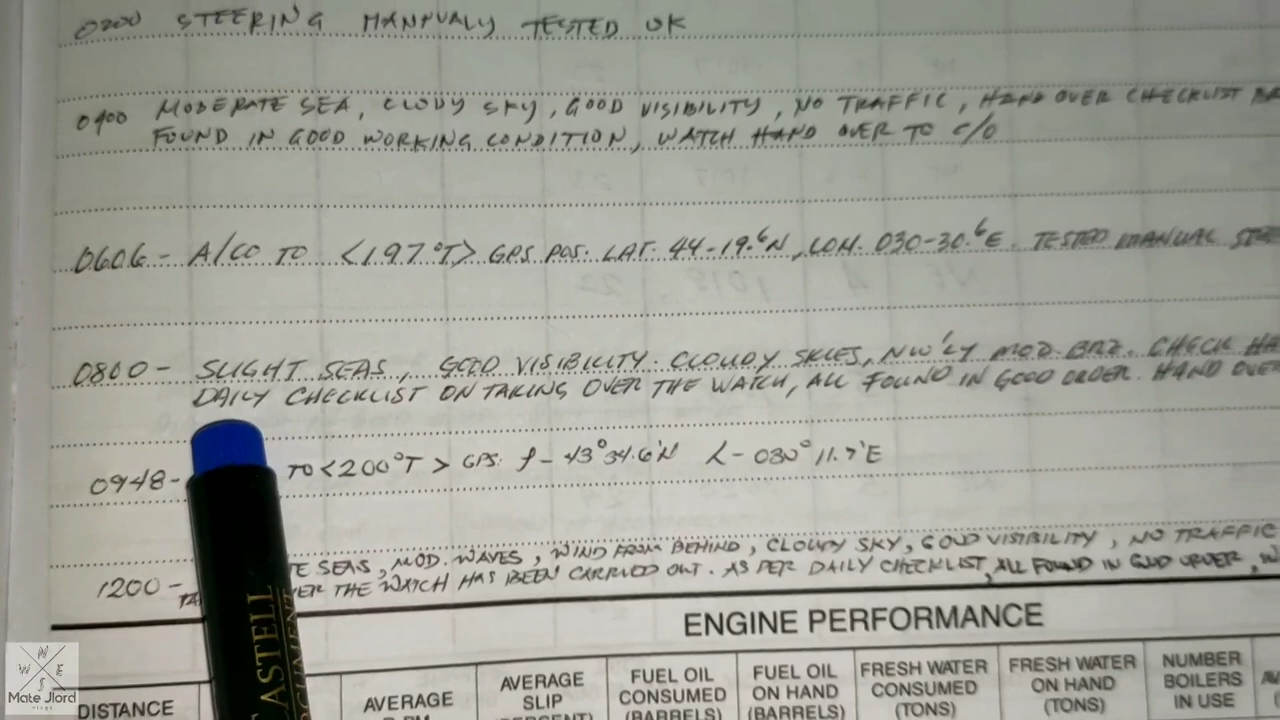 0200 STEERING MANUALY TESTED OK
0400 MODERATE SEA, CLOUDY SKY, GOOD VISIBILITY, NO TRAFFIC, HAND OVER CHECKLIST
FOUND IN GOOD WORKING CONDITION, WATCH HAND OVER TO C/O
0606 - A/CO TO <197°T> GPS POS: LAT: 44-19.6N, LON. 030-30.6E. TESTED MANUAL
0800 - SLIGHT SEAS, GOOD VISIBILITY. CLOUDY SKIES, NW'LY MOD. BRZ. CHECK
DAILY CHECKLIST ON TAKING OVER THE WATCH, ALL FOUND IN GOOD ORDER. HAND OVER
0948- TO <200°T> GPS: φ - 43°34.6'N λ - 030°11.7'E
1200 - SEAS, MOD. WAVES, WIND FROM BEHIND, CLOUDY SKY, GOOD VISIBILITY, NO TRAFFIC
THE WATCH HAS BEEN CARRIED OUT. AS PER DAILY CHECKLIST, ALL FOUND IN GOOD ORDER,
ENGINE PERFORMANCE
DISTANCE
AVERAGE
AVERAGE SLIP
FUEL OIL CONSUMED (BARRELS)
FUEL OIL ON HAND (BARRELS)
FRESH WATER CONSUMED (TONS)
FRESH WATER ON HAND (TONS)
NUMBER BOILERS IN USE
N
W E
S
Mate Jlord